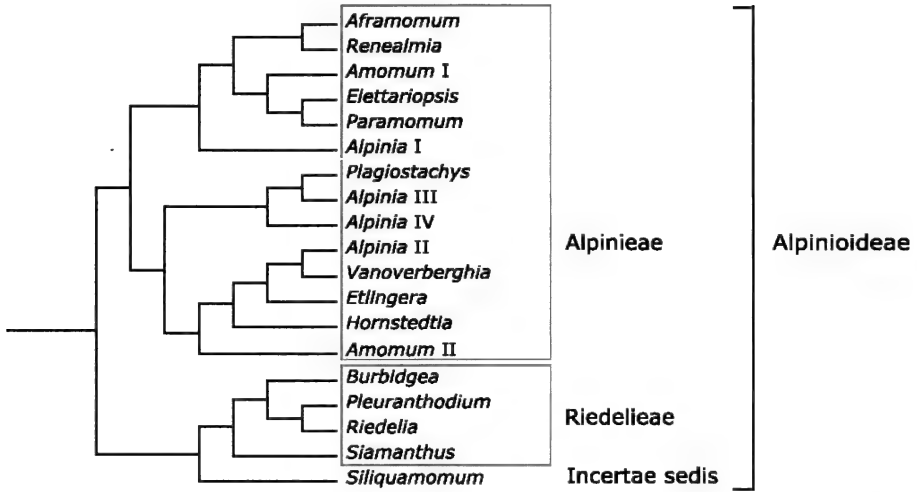 Aframomum
Renealmia
Amomum I
Elettariopsis
Paramomum
Alpinia I
Plagiostachys
Alpinia III
Alpinia IV
Alpinia II
Vanoverberghia
Etlingera
Hornstedtia
Amomum II
Alpinieae
Alpinioideae
Burbidgea
Pleuranthodium
Riedelia
Siamanthus
Riedelieae
Siliquamomum
Incertae sedis